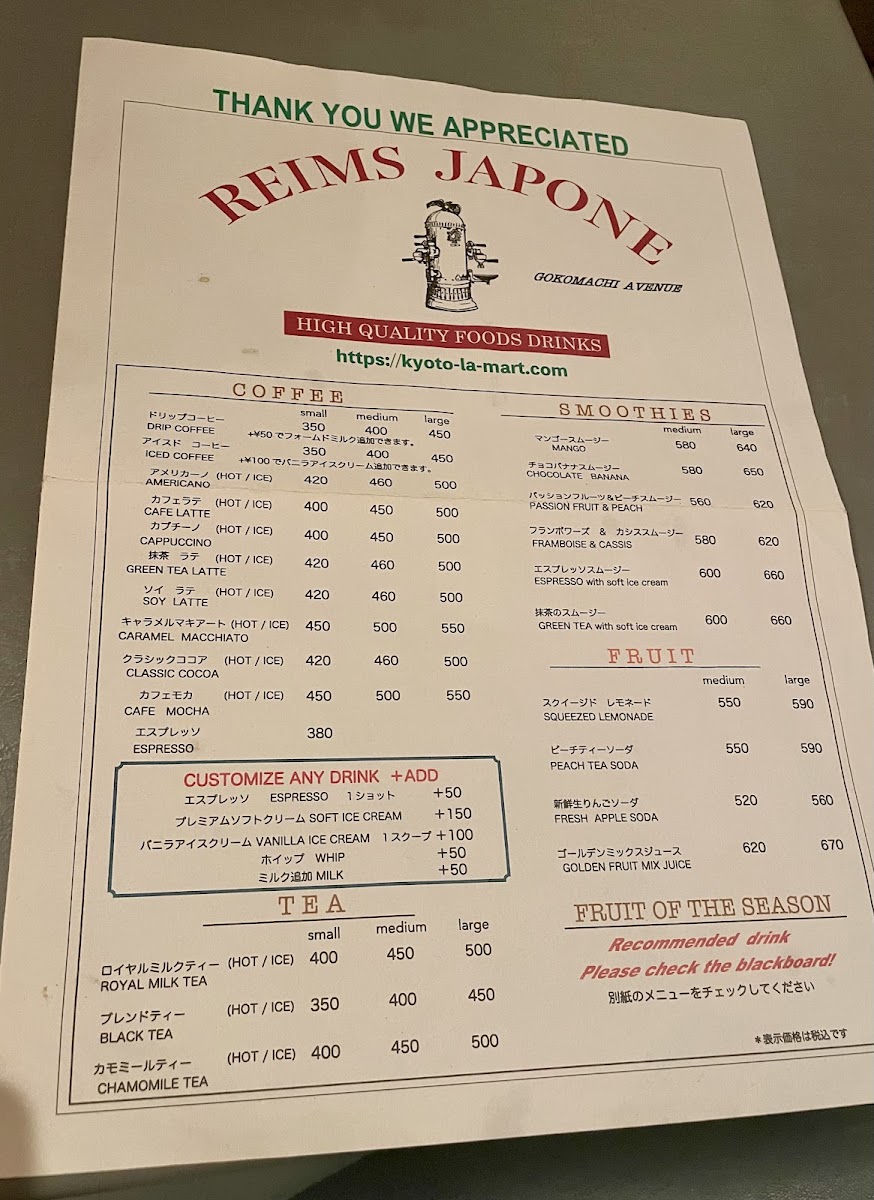 THANK YOU WE APPRECIATED
REIMS JAPONE
GOKOMACHI AVENUE
HIGH QUALITY FOODS DRINKS
https://kyoto-la-mart.com
COFFEE
small medium large
ドリップコーヒー
DRIP COFFEE 350 400 450
+¥50でフォームドミルク追加できます。
アイスド コーヒー
ICED COFFEE 350 400 450
+¥100でバニラアイスクリーム追加できます。
アメリカーノ (HOT / ICE) 420 460 500
AMERICANO
カフェラテ (HOT / ICE) 400 450 500
CAFE LATTE
カプチーノ (HOT / ICE) 400 450 500
CAPPUCCINO
抹茶 ラテ (HOT / ICE) 420 460 500
GREEN TEA LATTE
ソイ ラテ (HOT / ICE) 420 460 500
SOY LATTE
キャラメルマキアート (HOT / ICE) 450 500 550
CARAMEL MACCHIATO
クラシックココア (HOT / ICE) 420 460 500
CLASSIC COCOA
カフェモカ (HOT / ICE) 450 500 550
CAFE MOCHA
エスプレッソ 380
ESPRESSO
CUSTOMIZE ANY DRINK +ADD
エスプレッソ ESPRESSO 1ショット +50
プレミアムソフトクリーム SOFT ICE CREAM +150
バニラアイスクリーム VANILLA ICE CREAM 1スクープ +100
ホイップ WHIP +50
ミルク追加 MILK +50
TEA
small medium large
ロイヤルミルクティー (HOT / ICE) 400 450 500
ROYAL MILK TEA
ブレンドティー (HOT / ICE) 350 400 450
BLACK TEA
カモミールティー (HOT / ICE) 400 450 500
CHAMOMILE TEA
SMOOTHIES
medium large
マンゴースムージー 580 640
MANGO
チョコバナナスムージー 580 650
CHOCOLATE BANANA
パッションフルーツ&ピーチスムージー 560 620
PASSION FRUIT & PEACH
フランボワーズ & カシススムージー 580 620
FRAMBOISE & CASSIS
エスプレッソスムージー 600 660
ESPRESSO with soft ice cream
抹茶のスムージー 600 660
GREEN TEA with soft ice cream
FRUIT
medium large
スクイージド レモネード 550 590
SQUEEZED LEMONADE
ピーチティーソーダ 550 590
PEACH TEA SODA
新鮮生りんごソーダ 520 560
FRESH APPLE SODA
ゴールデンミックスジュース 620 670
GOLDEN FRUIT MIX JUICE
FRUIT OF THE SEASON
Recommended drink
Please check the blackboard!
別紙のメニューをチェックしてください
*表示価格は税込です